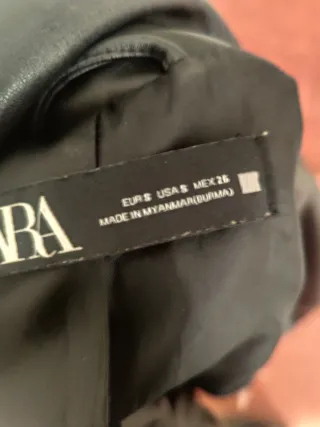 ARA
EUR S USA S MEX 26
MADE IN MYANMAR(BURMA)